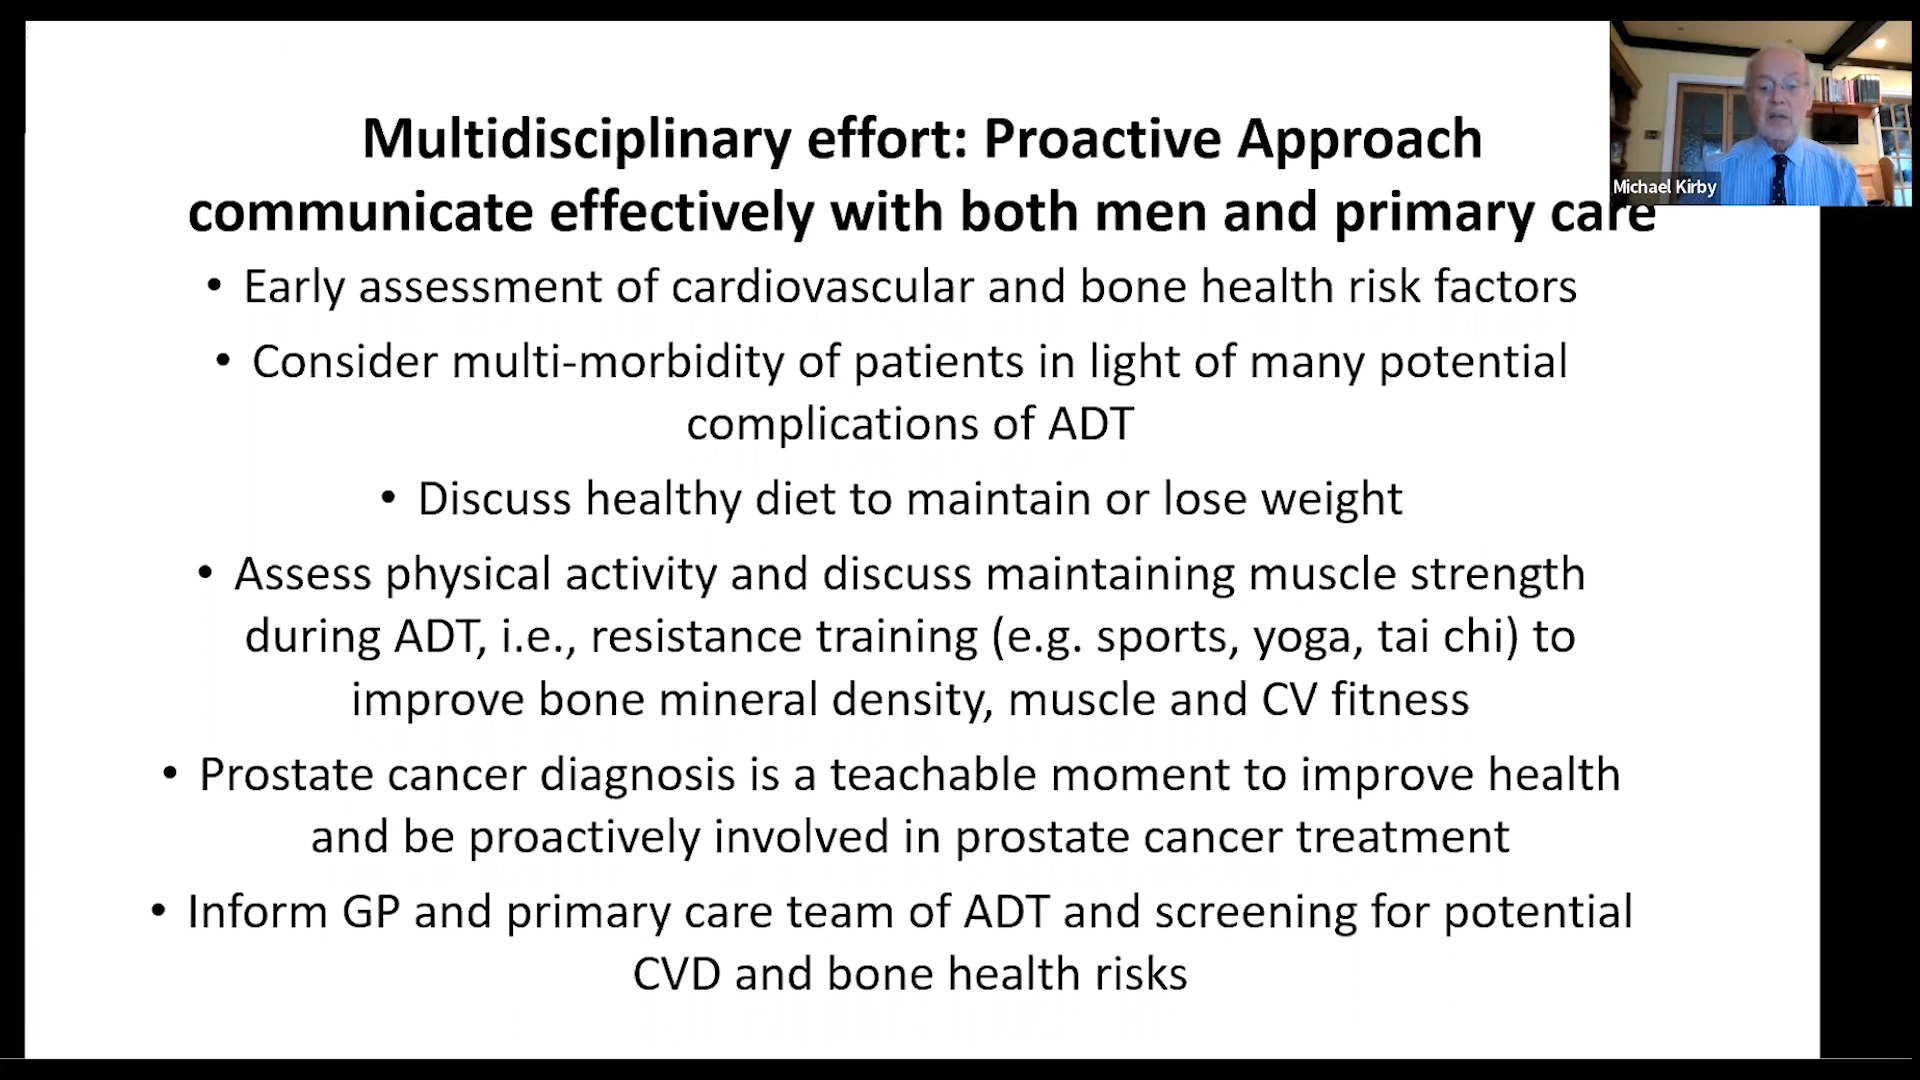 Multidisciplinary effort: Proactive Approach
communicate effectively with both men and primary care
Michael Kirby
• Early assessment of cardiovascular and bone health risk factors
• Consider multi-morbidity of patients in light of many potential
complications of ADT
• Discuss healthy diet to maintain or lose weight
• Assess physical activity and discuss maintaining muscle strength
during ADT, i.e., resistance training (e.g. sports, yoga, tai chi) to
improve bone mineral density, muscle and CV fitness
• Prostate cancer diagnosis is a teachable moment to improve health
and be proactively involved in prostate cancer treatment
• Inform GP and primary care team of ADT and screening for potential
CVD and bone health risks